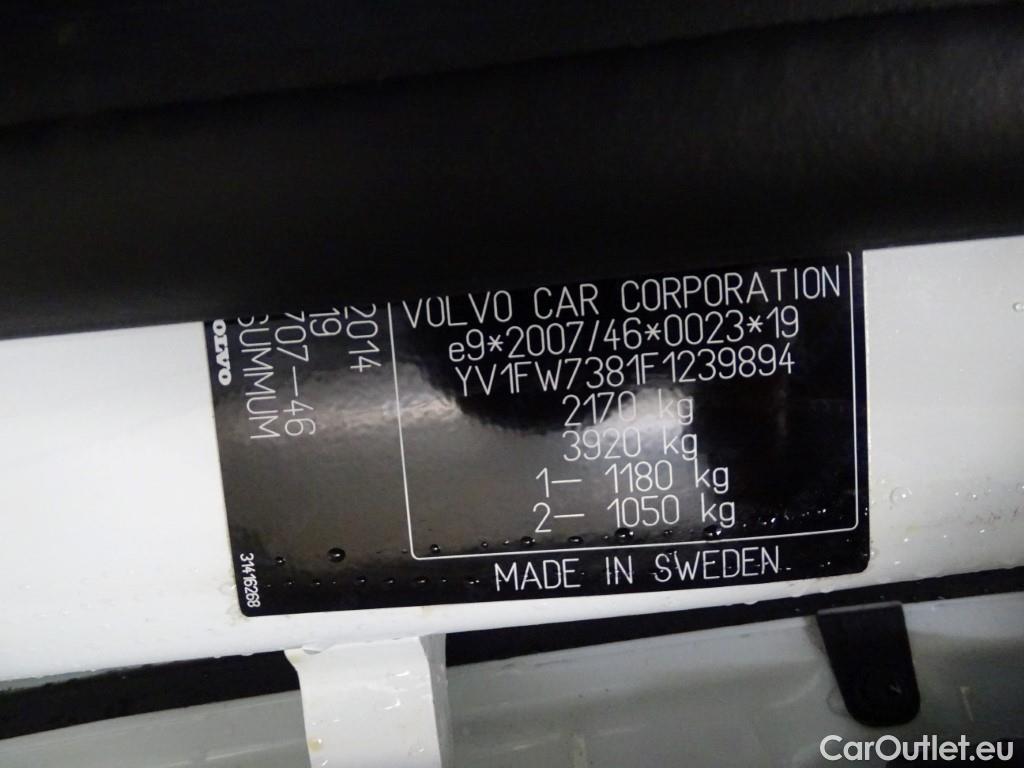 VOLVO CAR CORPORATION
e9*2007/46*0023*19
YV1FW7381F1239894
2170 kg
3920 kg
1— 1180 kg
2— 1050 kg
MADE IN SWEDEN
2014
19
707—46
SUMMUM
VOLVO
31416268
CarOutlet.eu